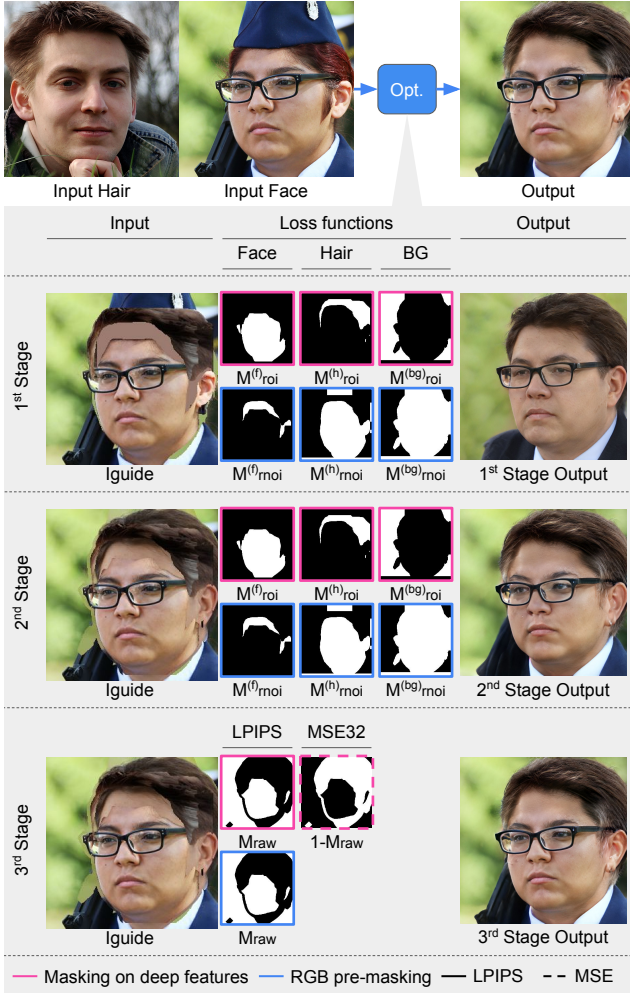 Opt.
Input Hair Input Face Output
Input Loss functions Output
Face Hair BG
1st Stage
M(f)roi M(h)roi M(bg)roi
M(f)rnoi M(h)rnoi M(bg)rnoi
Iguide 1st Stage Output
2nd Stage
M(f)roi M(h)roi M(bg)roi
M(f)rnoi M(h)rnoi M(bg)rnoi
Iguide 2nd Stage Output
LPIPS MSE32
3rd Stage
Mraw 1-Mraw
Iguide Mraw 3rd Stage Output
Masking on deep features RGB pre-masking LPIPS MSE